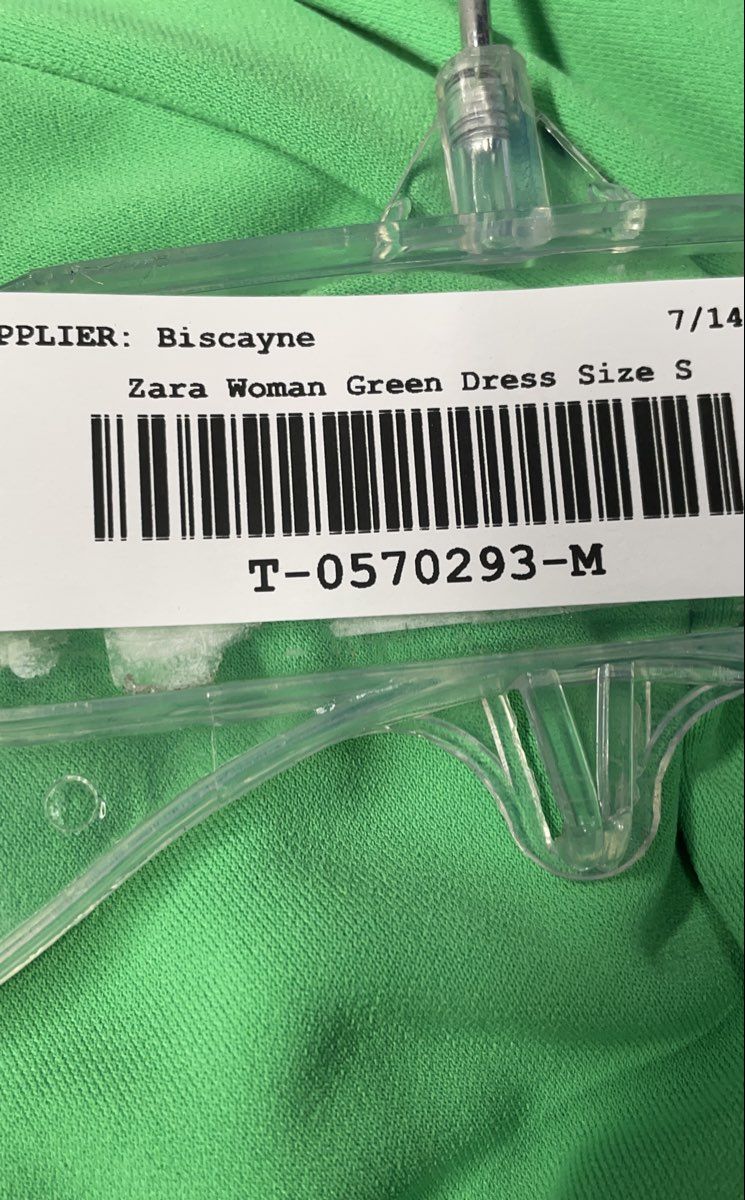 PPLIER: Biscayne 7/14
Zara Woman Green Dress Size S
T-0570293-M